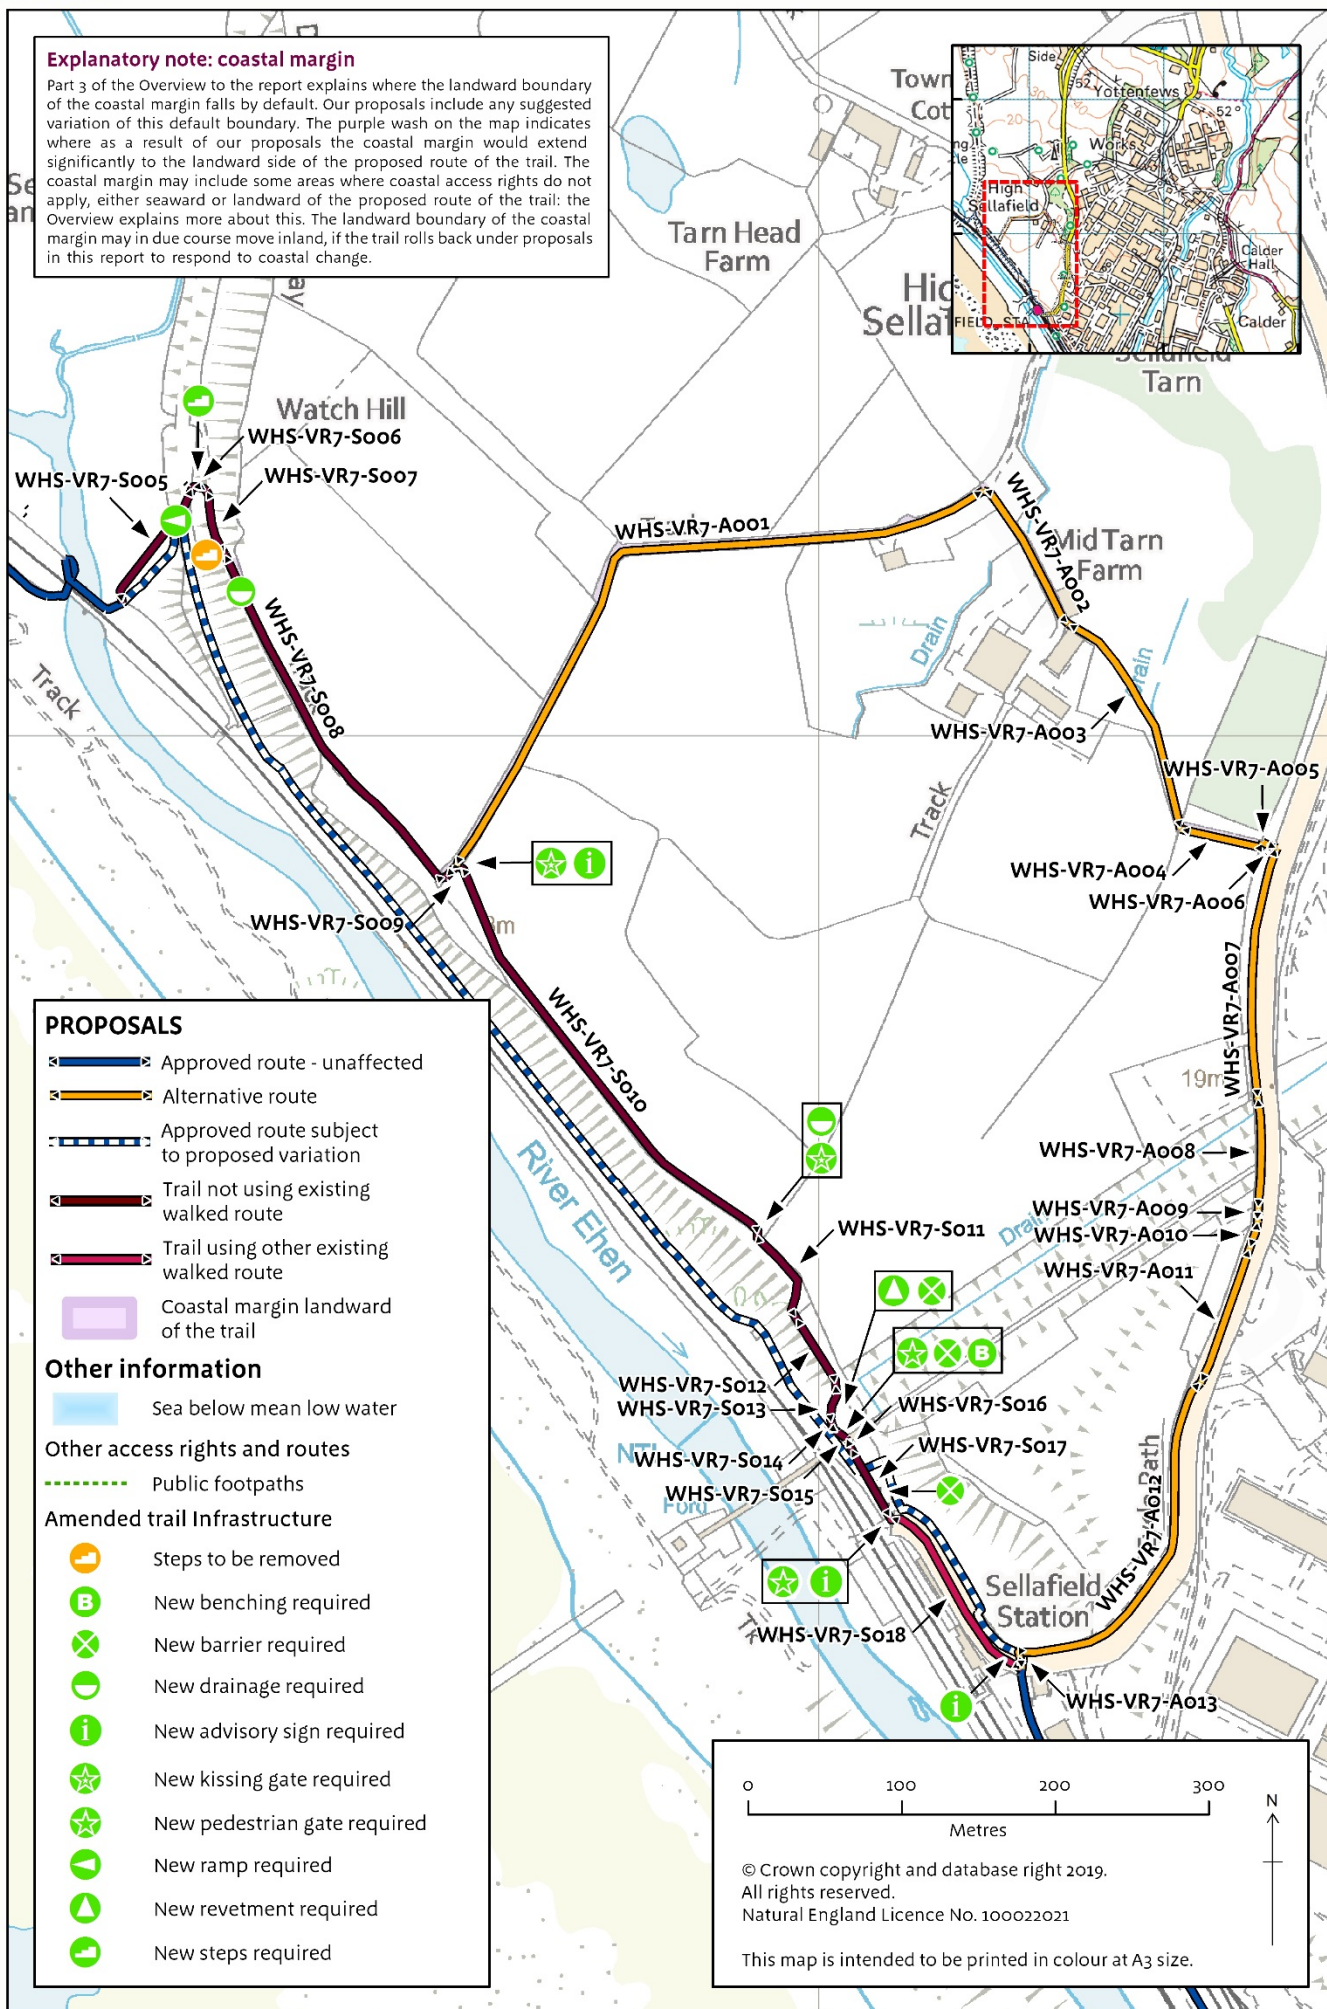 Explanatory note: coastal margin
Part 3 of the Overview to the report explains where the landward boundary
of the coastal margin falls by default. Our proposals include any suggested
variation of this default boundary. The purple wash on the map indicates
where as a result of our proposals the coastal margin would extend
significantly to the landward side of the proposed route of the trail. The
coastal margin may include some areas where coastal access rights do not
apply, either seaward or landward of the proposed route of the trail: the
Overview explains more about this. The landward boundary of the coastal
margin may in due course move inland, if the trail rolls back under proposals
in this report to respond to coastal change.
Town
Cot
Side
52
Yottenfews
52°
20
Works
High
Sellafield
Calder
Hall
FIELD STA
Calder
Tarn Head
Farm
Hig
Sellaf
Sellafield
Tarn
Watch Hill
WHS-VR7-S006
WHS-VR7-S005
WHS-VR7-S007
WHS-VR7-A001
WHS-VR7-A002
Mid Tarn
Farm
WHS-VR7-S008
Drain
Drain
Track
WHS-VR7-A003
WHS-VR7-A005
Track
WHS-VR7-A004
WHS-VR7-A006
WHS-VR7-S009
3m
WHS-VR7-A007
WHS-VR7-S010
19m
WHS-VR7-A008
River Ehen
WHS-VR7-A009
WHS-VR7-A010
Drain
WHS-VR7-S011
WHS-VR7-A011
WHS-VR7-S012
WHS-VR7-S013
WHS-VR7-S016
NTL
WHS-VR7-S014
WHS-VR7-S017
WHS-VR7-S015
Ford
Path
WHS-VR7-A012
Sellafield
Station
WHS-VR7-S018
WHS-VR7-A013
PROPOSALS
Approved route - unaffected
Alternative route
Approved route subject
to proposed variation
Trail not using existing
walked route
Trail using other existing
walked route
Coastal margin landward
of the trail
Other information
Sea below mean low water
Other access rights and routes
Public footpaths
Amended trail Infrastructure
Steps to be removed
B New benching required
New barrier required
New drainage required
i New advisory sign required
New kissing gate required
New pedestrian gate required
New ramp required
New revetment required
New steps required
0 100 200 300
Metres
N
© Crown copyright and database right 2019.
All rights reserved.
Natural England Licence No. 100022021
This map is intended to be printed in colour at A3 size.